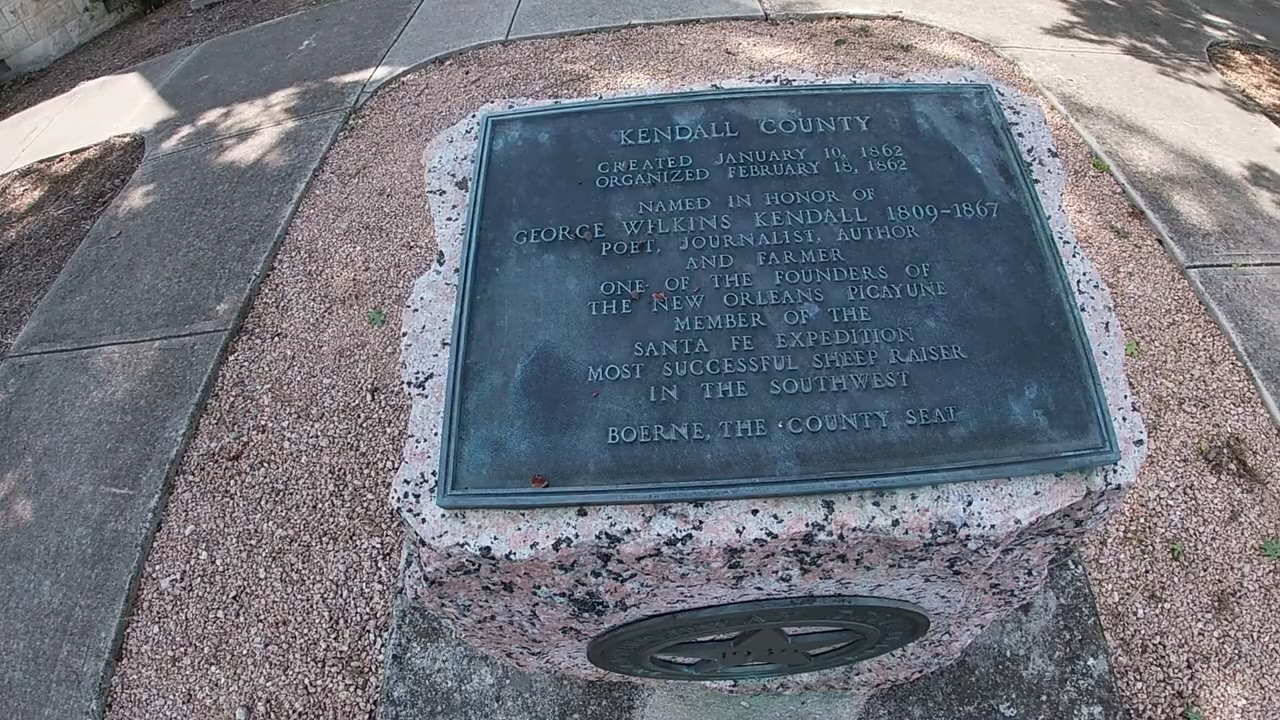 KENDALL COUNTY
CREATED JANUARY 10, 1862
ORGANIZED FEBRUARY 18, 1862
NAMED IN HONOR OF
GEORGE WILKINS KENDALL 1809-1867
POET, JOURNALIST, AUTHOR
AND FARMER
ONE OF THE FOUNDERS OF
THE NEW ORLEANS PICAYUNE
MEMBER OF THE
SANTA FE EXPEDITION
MOST SUCCESSFUL SHEEP RAISER
IN THE SOUTHWEST
BOERNE, THE COUNTY SEAT